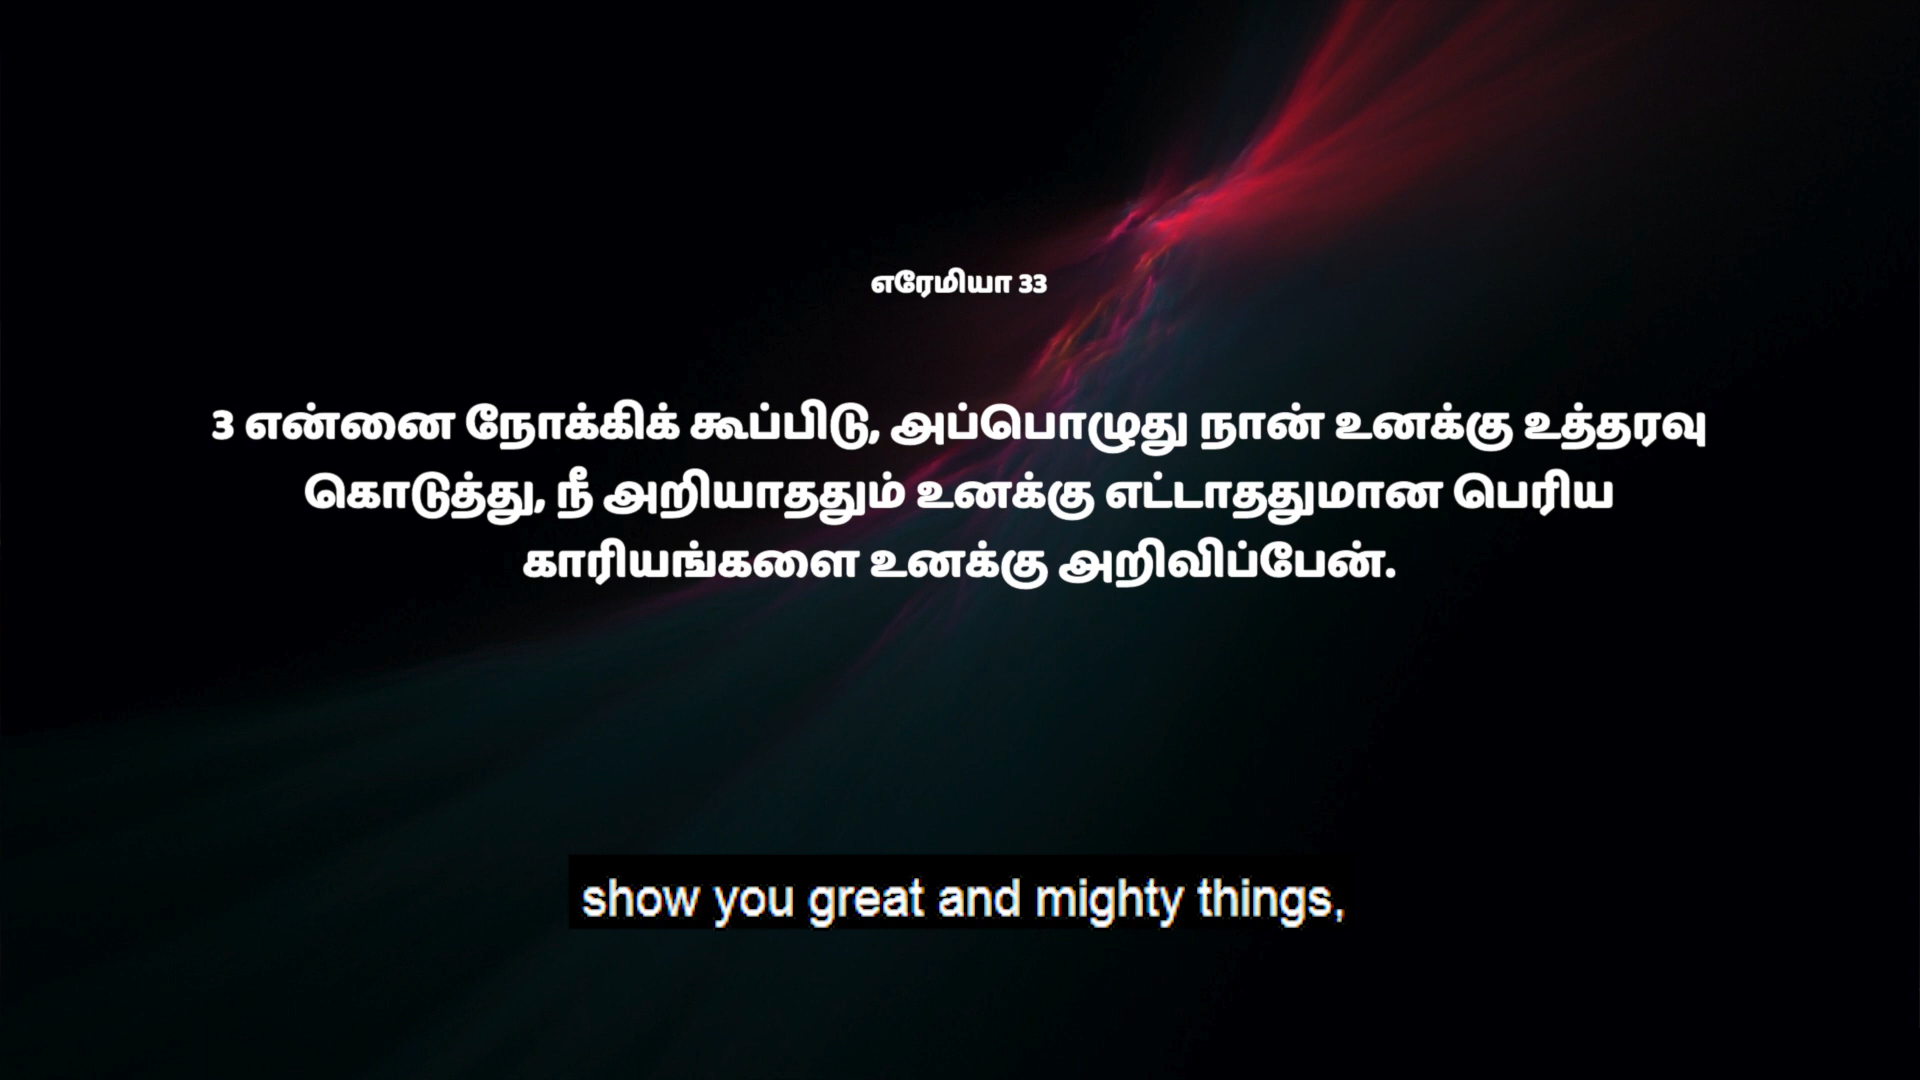 எரேமியா 33
3 என்னை நோக்கிக் கூப்பிடு, அப்பொழுது நான் உனக்கு உத்தரவு
கொடுத்து, நீ அறியாததும் உனக்கு எட்டாததுமான பெரிய
காரியங்களை உனக்கு அறிவிப்பேன்.
show you great and mighty things,